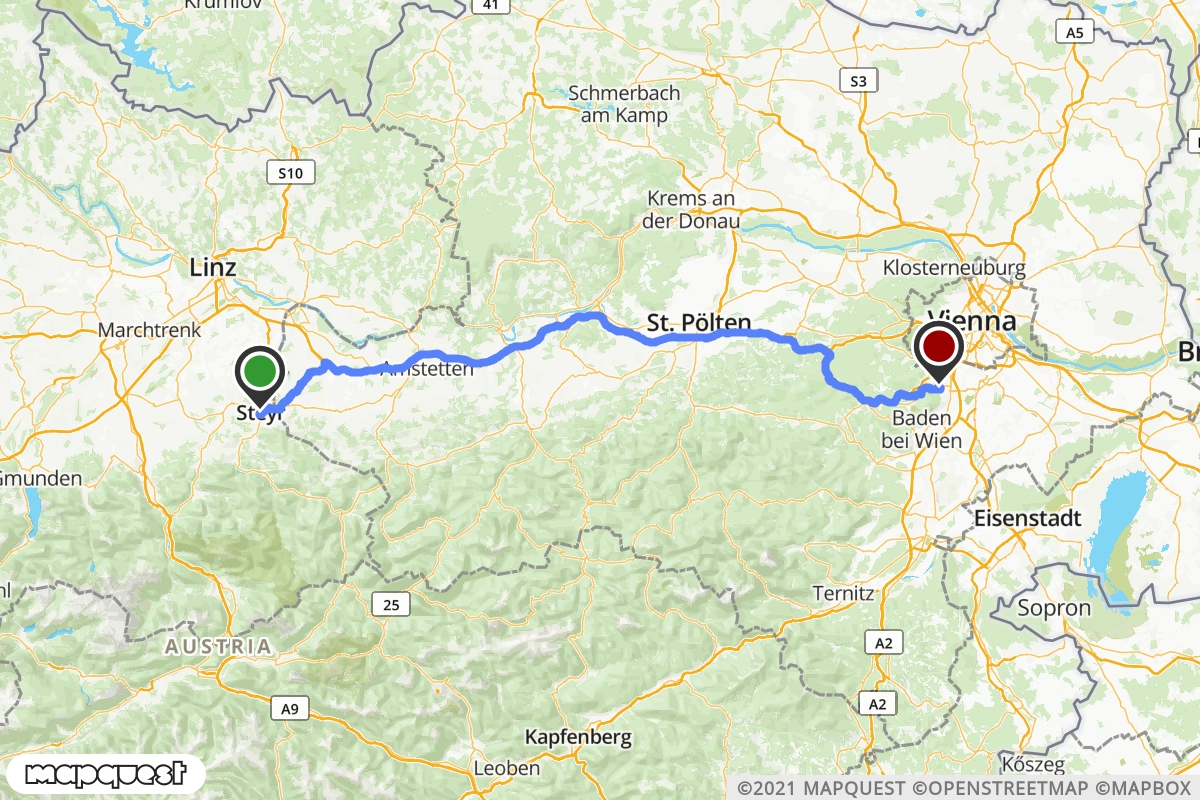 Krumlov
41
A5
S3
Schmerbach
am Kamp
S10
Krems an
der Donau
Linz
Klosterneuburg
Marchtrenk
St. Pölten
Vienna
Amstetten
Steyr
Baden
bei Wien
Gmunden
Eisenstadt
25
Ternitz
Sopron
AUSTRIA
A2
A9
A2
Kapfenberg
Leoben
Kőszeg
mapquest
©2021 MAPQUEST ©OPENSTREETMAP ©MAPBOX